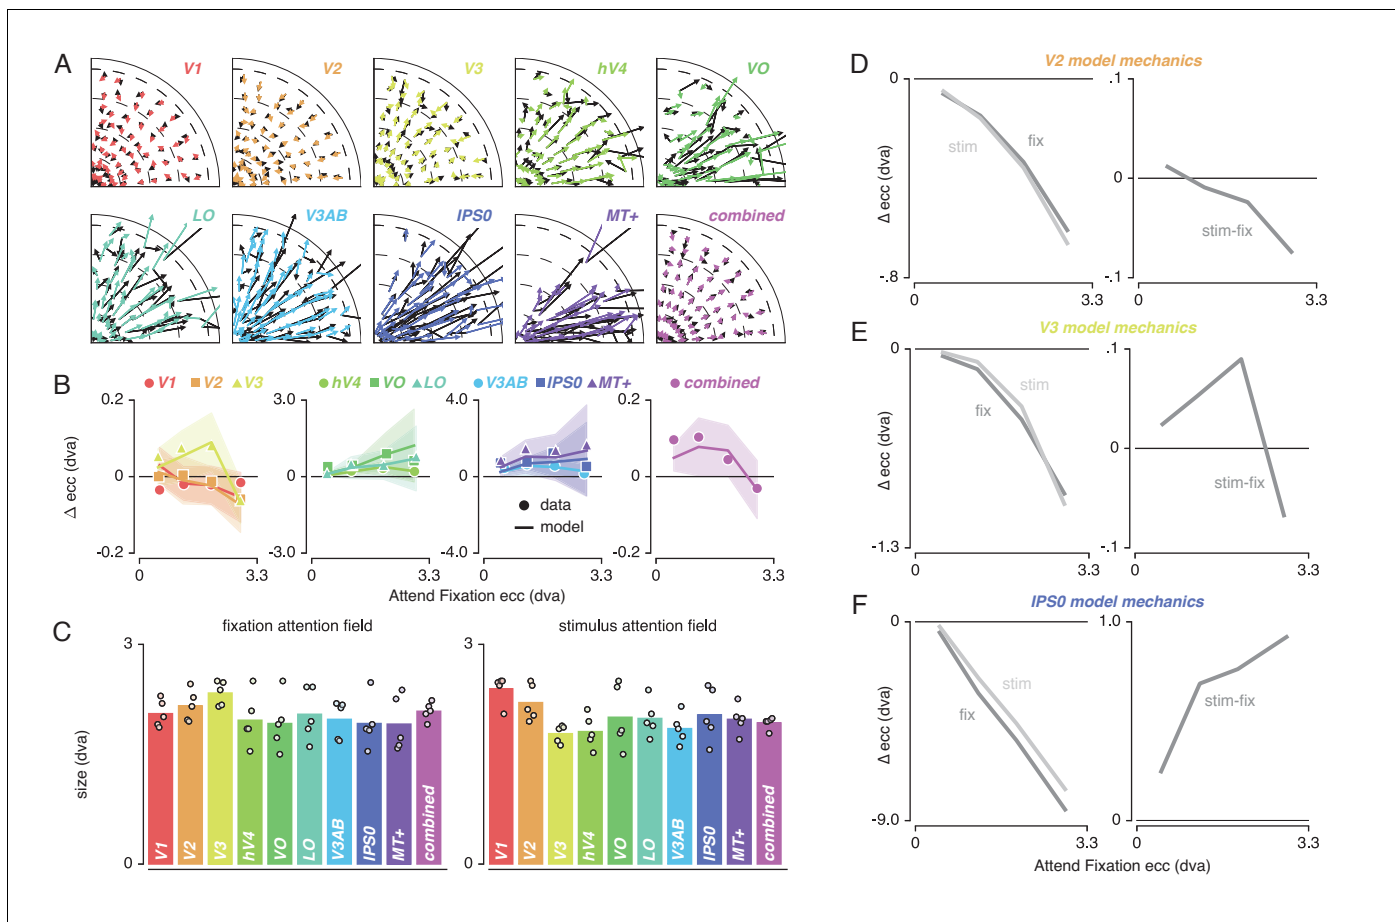 A
V1
V2
V3
hV4
VO
LO
V3AB
IPS0
MT+
combined
B
V1 V2 V3
hV4 VO LO
V3AB IPS0 MT+
combined
Δ ecc (dva)
0.2
0
-0.2
3.0
0
-3.0
4.0
0
-4.0
0.2
0
-0.2
data
model
0 3.3
0 3.3
0 3.3
0 3.3
Attend Fixation ecc (dva)
C
fixation attention field
stimulus attention field
size (dva)
3
0
V1 V2 V3 hV4 VO LO V3AB IPS0 MT+ combined
3
0
V1 V2 V3 hV4 VO LO V3AB IPS0 MT+ combined
D
V2 model mechanics
Δ ecc (dva)
0
-.8
stim
fix
0 3.3
.1
0
-.1
stim-fix
0 3.3
E
V3 model mechanics
Δ ecc (dva)
0
-1.3
stim
fix
0 3.3
.1
0
-.1
stim-fix
0 3.3
F
IPS0 model mechanics
Δ ecc (dva)
0
-9.0
stim
fix
0 3.3
1.0
0
stim-fix
0 3.3
Attend Fixation ecc (dva)